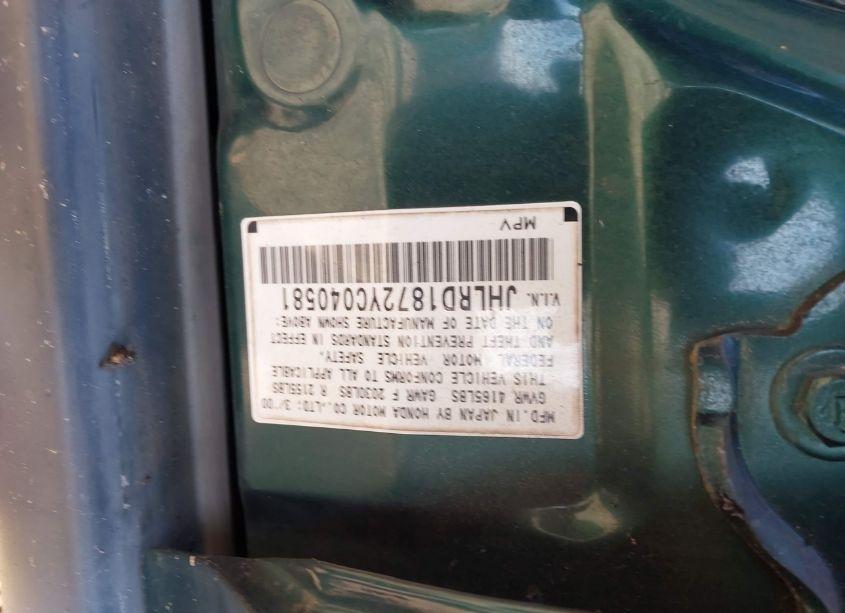 MFD.IN JAPAN BY HONDA MOTOR CO.,LTD: 3/00
GVWR 4165LBS GAWR F 2030LBS R 2155LBS
THIS VEHICLE CONFORMS TO ALL APPLICABLE
FEDERAL MOTOR VEHICLE SAFETY,
AND THEFT PREVENTION STANDARDS IN EFFECT
ON THE DATE OF MANUFACTURE SHOWN ABOVE:
V.I.N. JHLRD1872YC040581
MPV